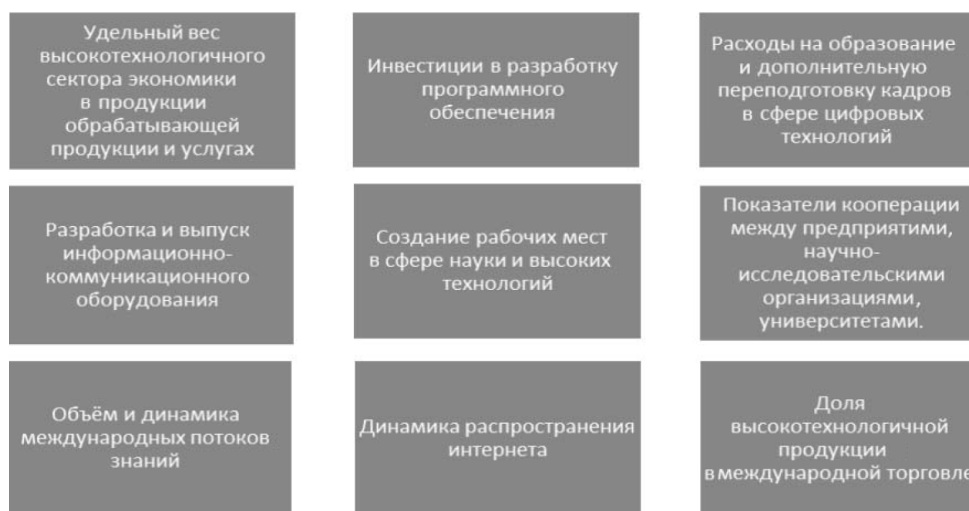 Удельный вес
высокотехнологичного
сектора экономики
в продукции
обрабатывающей
продукции и услугах
Инвестиции в разработку
программного
обеспечения
Расходы на образование
и дополнительную
переподготовку кадров
в сфере цифровых
технологий
Разработка и выпуск
информационно-
коммуникационного
оборудования
Создание рабочих мест
в сфере науки и высоких
технологий
Показатели кооперации
между предприятими,
научно-
исследовательскими
организациями,
университетами.
Объём и динамика
международных потоков
знаний
Динамика распространения
интернета
Доля
высокотехнологичной
продукции
в международной торговле